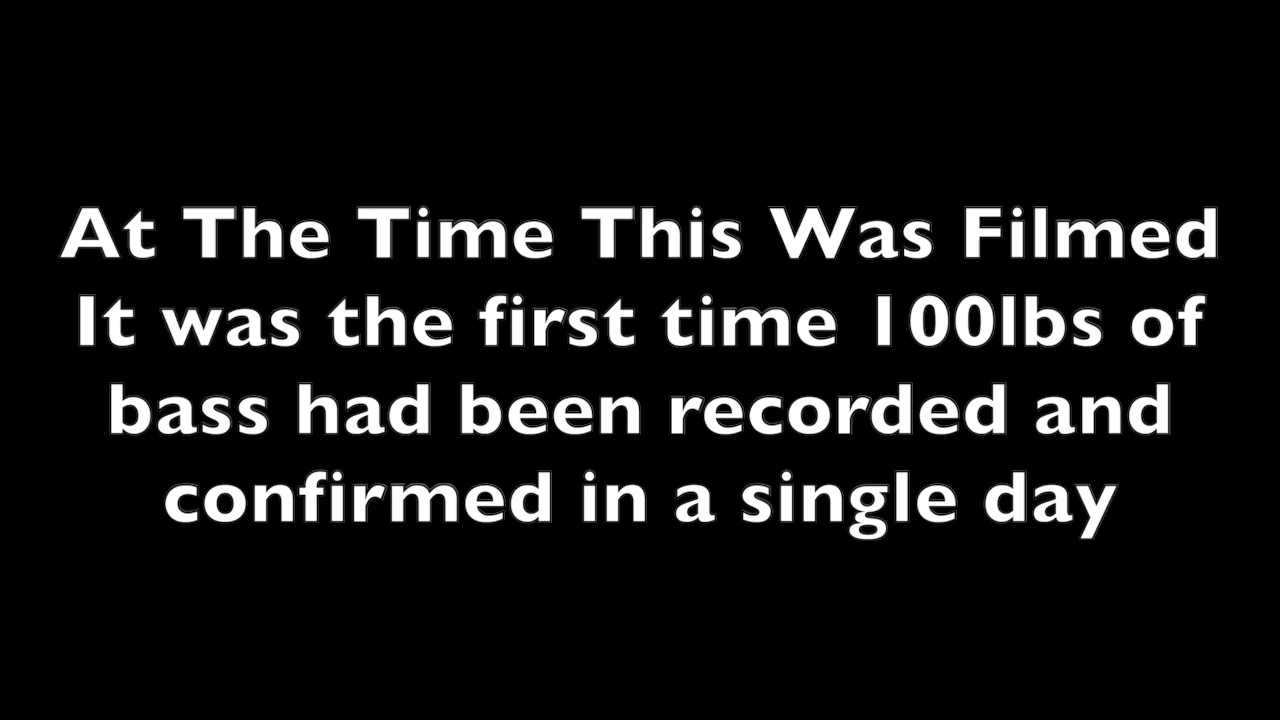 At The Time This Was Filmed
It was the first time 100lbs of
bass had been recorded and
confirmed in a single day